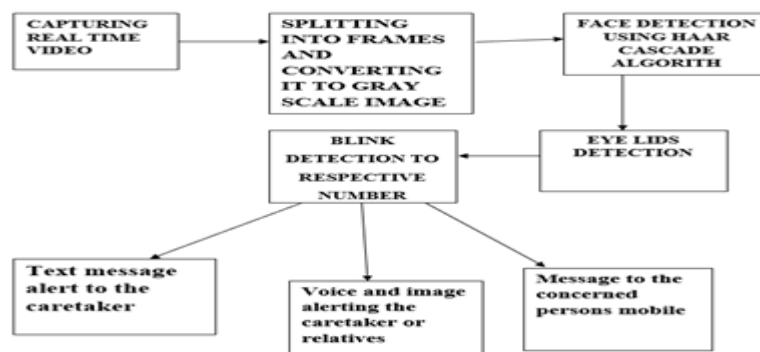 CAPTURING
REAL TIME
VIDEO
SPLITTING
INTO FRAMES
AND
CONVERTING
IT TO GRAY
SCALE IMAGE
FACE DETECTION
USING HAAR
CASCADE
ALGORITH
EYE LIDS
DETECTION
BLINK
DETECTION TO
RESPECTIVE
NUMBER
Text message
alert to the
caretaker
Voice and image
alerting the
caretaker or
relatives
Message to the
concerned
persons mobile